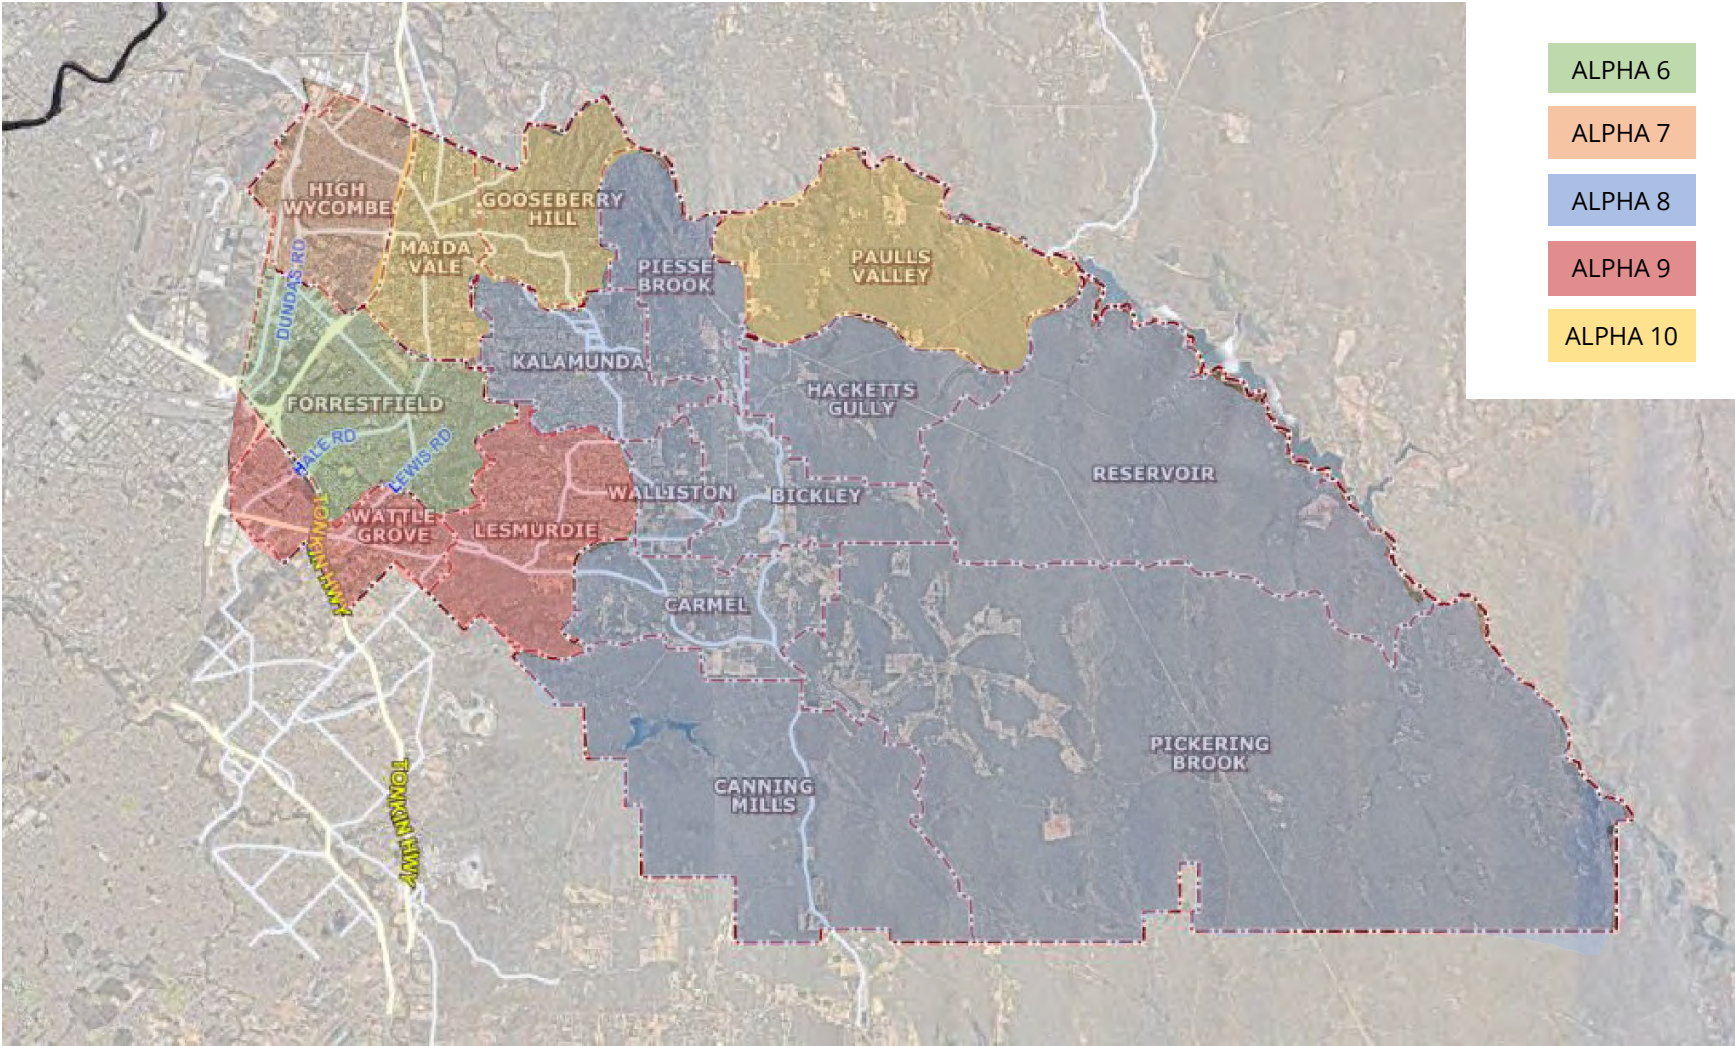 ALPHA 6
ALPHA 7
ALPHA 8
ALPHA 9
ALPHA 10
HIGH
WYCOMBE
GOOSEBERRY
HILL
MAIDA
VALE
PIESSE
BROOK
PAULLS
VALLEY
DUNDAS RD
KALAMUNDA
HACKETTS
GULLY
FORRESTFIELD
HALE RD
LEWIS RD
RESERVOIR
WALLISTON
BICKLEY
WATTLE
GROVE
LESMURDIE
TONKIN HWY
CARMEL
PICKERING
BROOK
CANNING
MILLS
TONKIN HWY